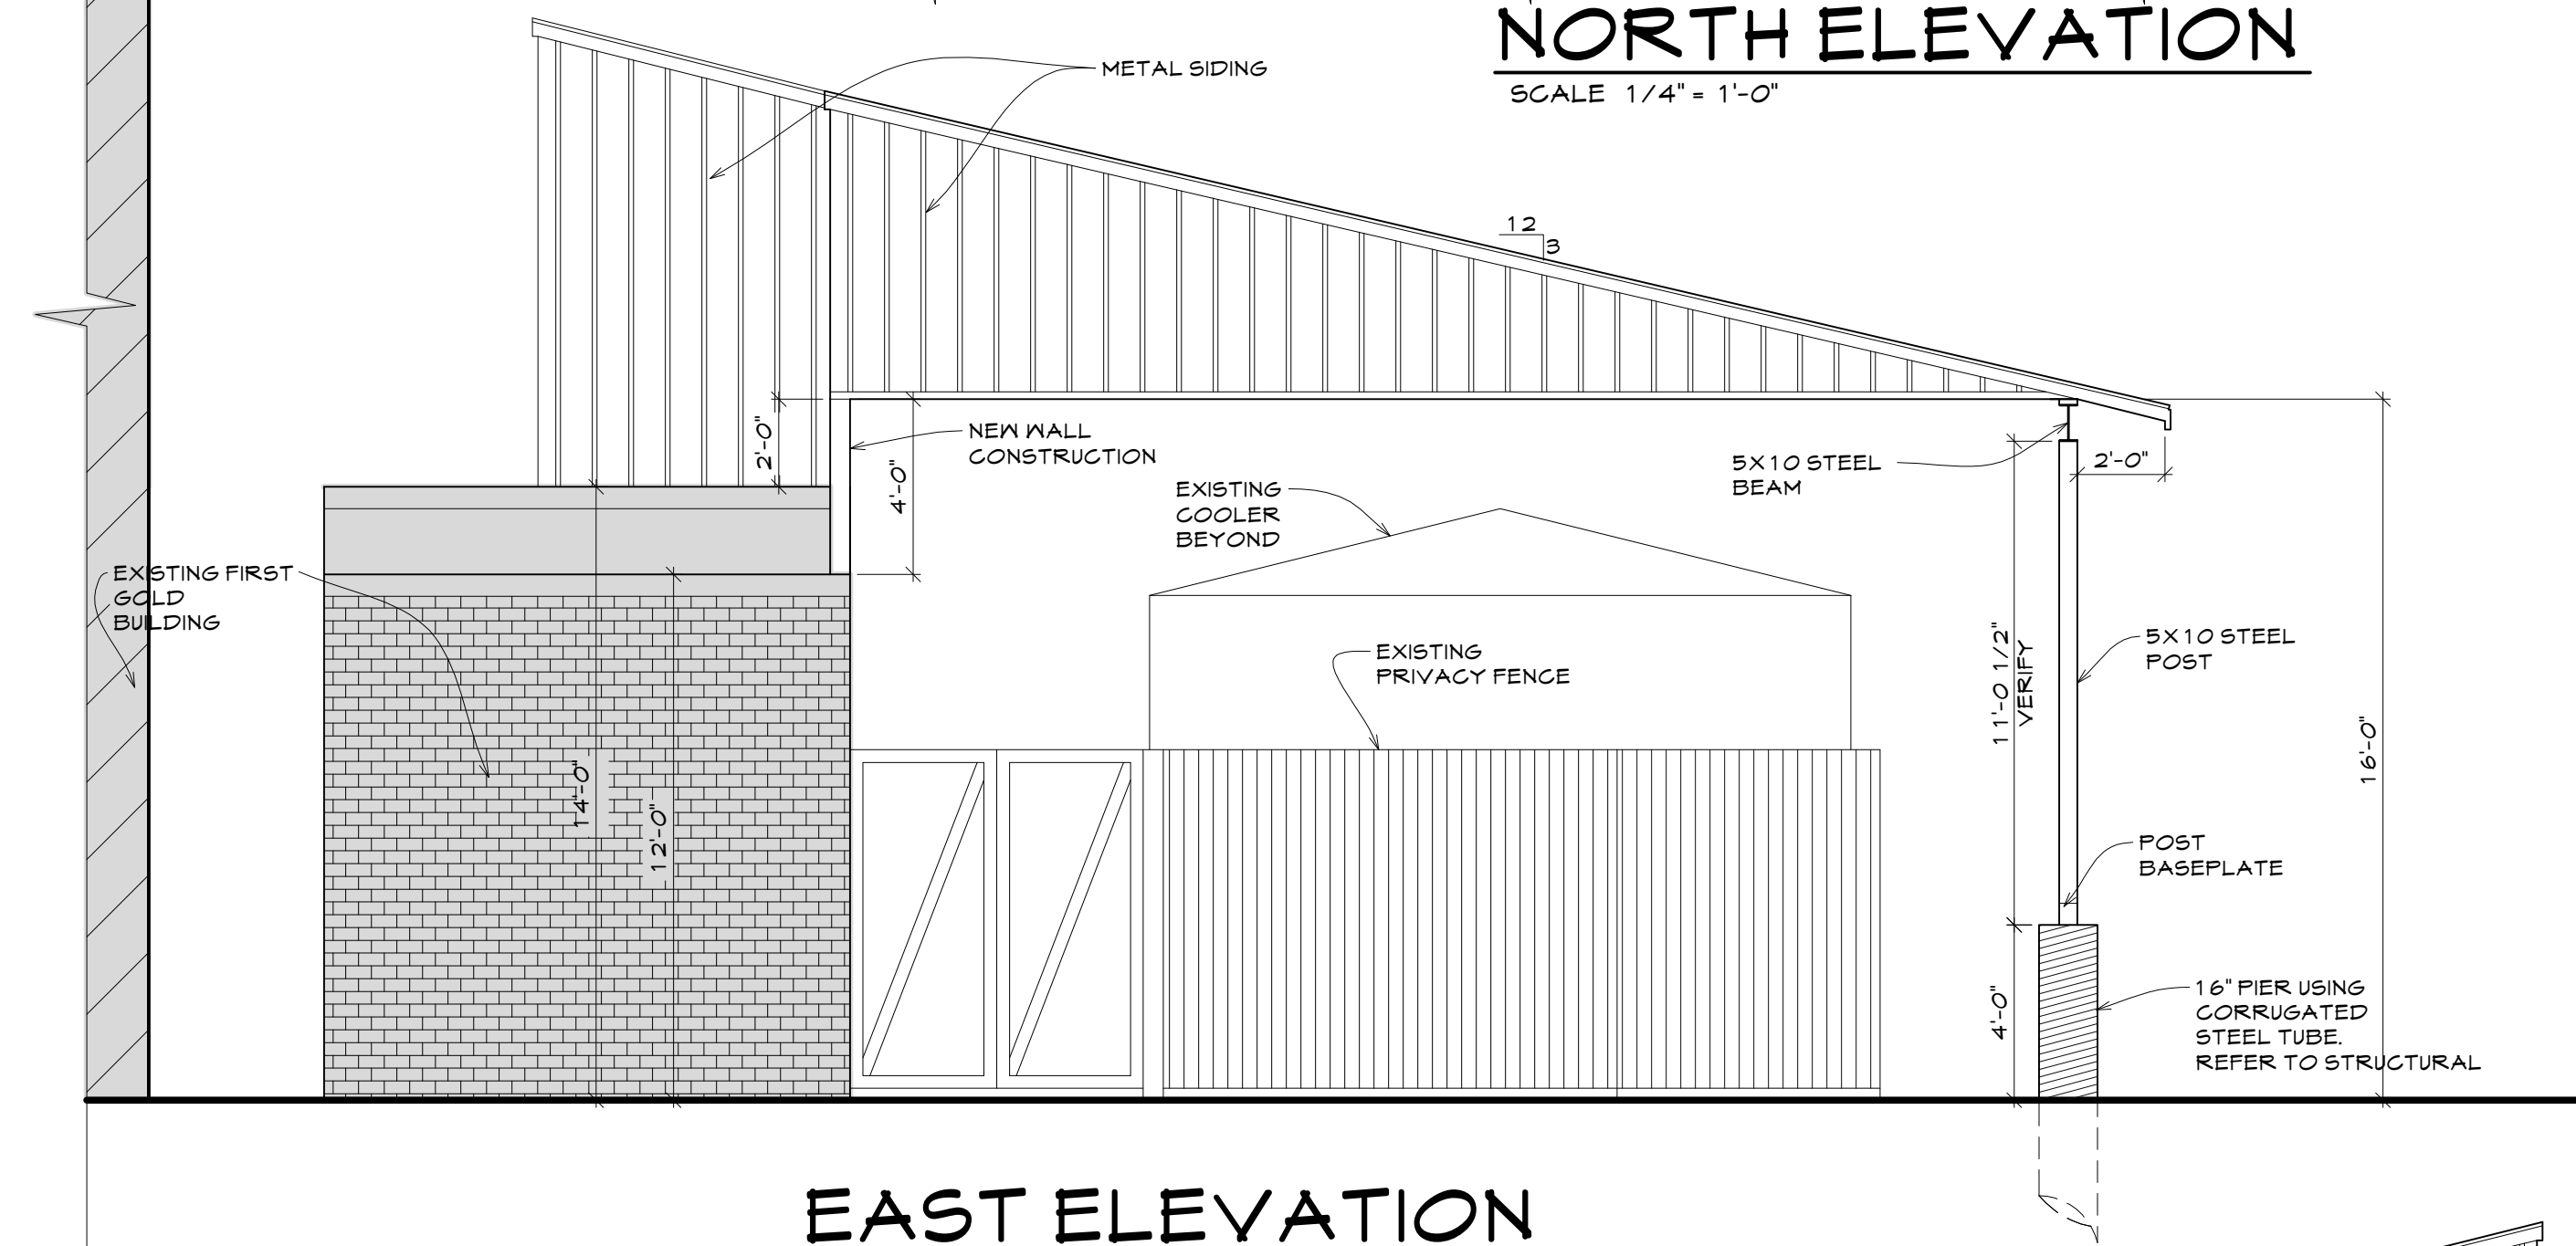 NORTH ELEVATION
SCALE 1/4" = 1'-0"
METAL SIDING
12
3
2'-0"
4'-0"
NEW WALL
CONSTRUCTION
5X10 STEEL
BEAM
2'-0"
EXISTING
COOLER
BEYOND
EXISTING FIRST
GOLD
BUILDING
EXISTING
PRIVACY FENCE
11'-0 1/2"
VERIFY
5X10 STEEL
POST
16'-0"
14'-0"
12'-0"
POST
BASEPLATE
4'-0"
16" PIER USING
CORRUGATED
STEEL TUBE.
REFER TO STRUCTURAL
EAST ELEVATION